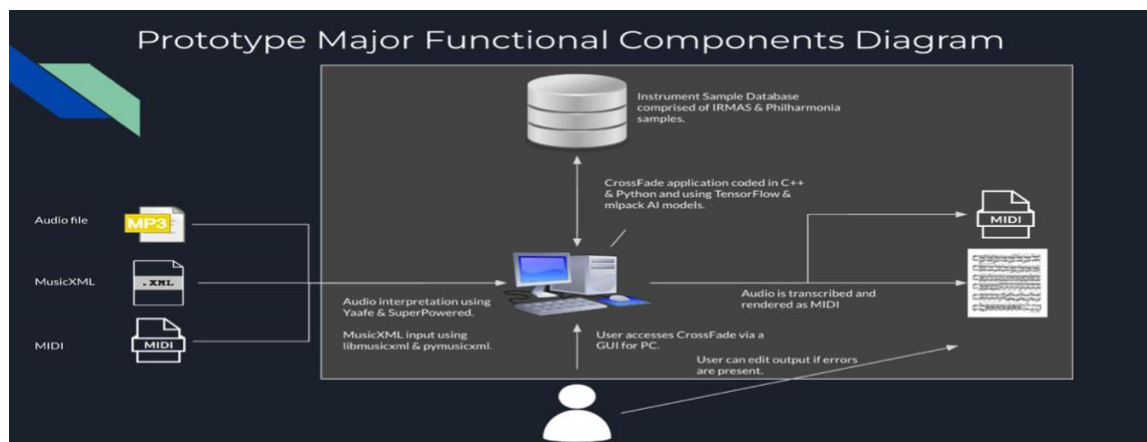 Prototype Major Functional Components Diagram
Instrument Sample Database
comprised of IRMAS & Philharmonia
samples.
CrossFade application coded in C++
& Python and using TensorFlow &
mlpack AI models.
Audio file
MP3
MusicXML
.XML
MIDI
MIDI
Audio interpretation using
Yaafe & SuperPowered.
MusicXML input using
libmusicxml & pymusicxml.
User accesses CrossFade via a
GUI for PC.
MIDI
Audio is transcribed and
rendered as MIDI
User can edit output if errors
are present.